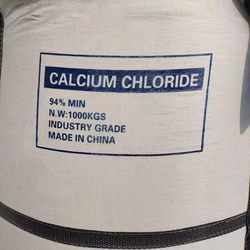 CALCIUM CHLORIDE
94% MIN
N.W:1000KGS
INDUSTRY GRADE
MADE IN CHINA